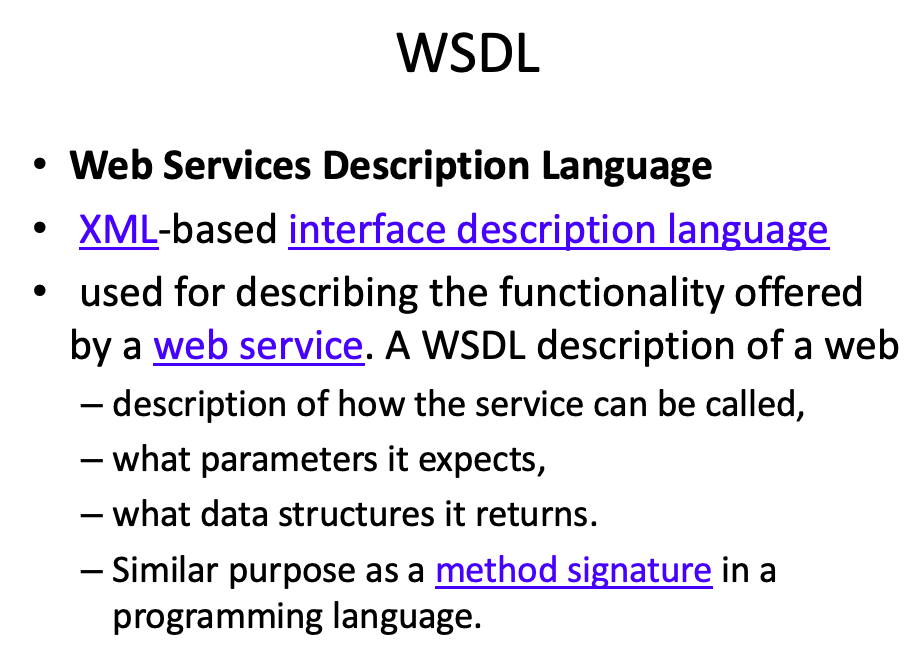 WSDL
• Web Services Description Language
• XML-based interface description language
• used for describing the functionality offered
by a web service. A WSDL description of a web
– description of how the service can be called,
– what parameters it expects,
– what data structures it returns.
– Similar purpose as a method signature in a
programming language.